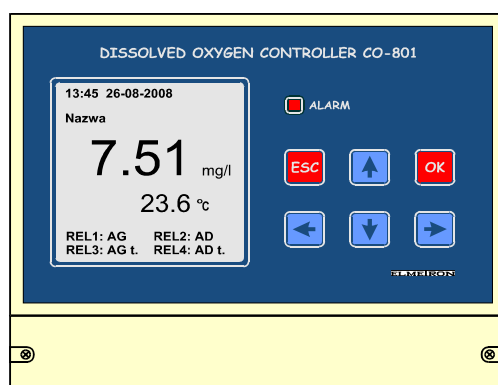 DISSOLVED OXYGEN CONTROLLER CO-801
13:45 26-08-2008
ALARM
Nazwa
7.51 mg/l
ESC
OK
23.6 °C
REL1: AG REL2: AD
REL3: AG t. REL4: AD t.
ELMEIRON